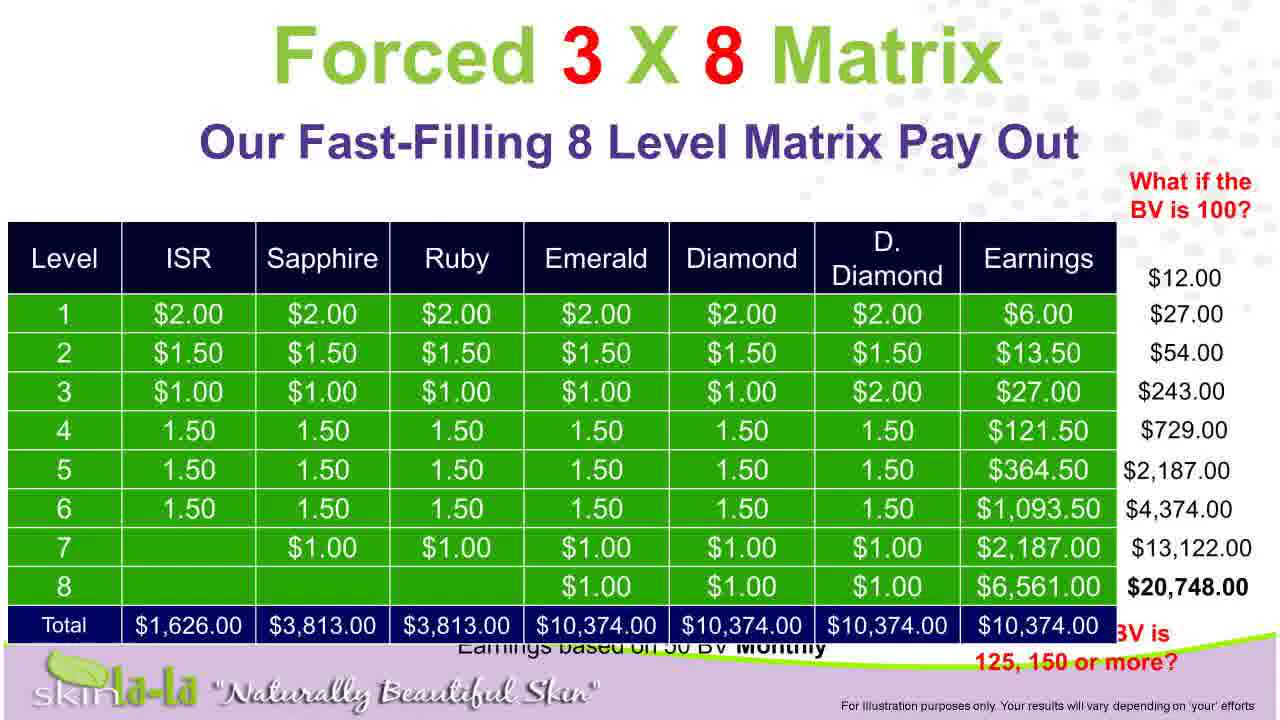 Forced 3 X 8 Matrix
Our Fast-Filling 8 Level Matrix Pay Out
What if the
BV is 100?
Level ISR Sapphire Ruby Emerald Diamond D. Diamond Earnings
$12.00
1 $2.00 $2.00 $2.00 $2.00 $2.00 $2.00 $6.00 $27.00
2 $1.50 $1.50 $1.50 $1.50 $1.50 $1.50 $13.50 $54.00
3 $1.00 $1.00 $1.00 $1.00 $1.00 $2.00 $27.00 $243.00
4 1.50 1.50 1.50 1.50 1.50 1.50 $121.50 $729.00
5 1.50 1.50 1.50 1.50 1.50 1.50 $364.50 $2,187.00
6 1.50 1.50 1.50 1.50 1.50 1.50 $1,093.50 $4,374.00
7 $1.00 $1.00 $1.00 $1.00 $1.00 $2,187.00 $13,122.00
8 $1.00 $1.00 $1.00 $6,561.00 $20,748.00
Total $1,626.00 $3,813.00 $3,813.00 $10,374.00 $10,374.00 $10,374.00 $10,374.00
BV is
Earnings based on 50 BV Monthly
125, 150 or more?
skin la-la "Naturally Beautiful Skin"
For Illustration purposes only. Your results will vary depending on 'your' efforts